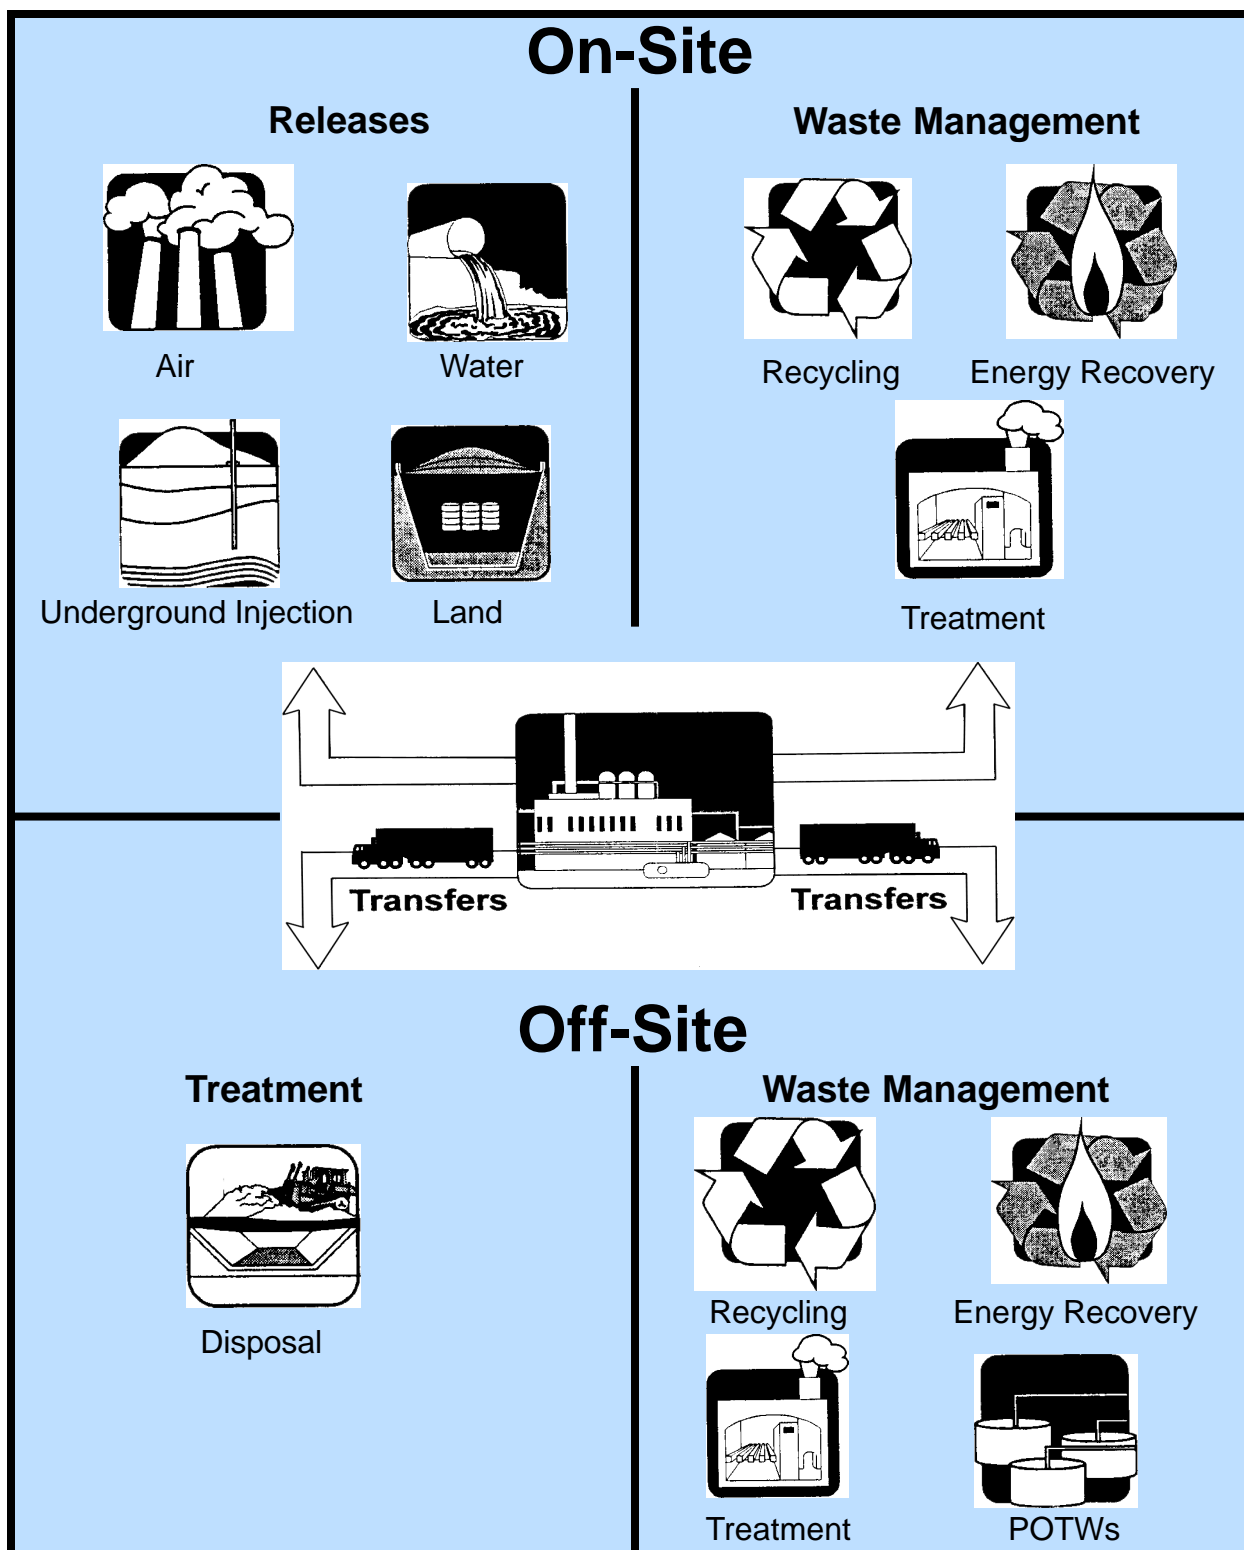 On-Site
Releases
Waste Management
Air
Water
Recycling
Energy Recovery
Underground Injection
Land
Treatment
Transfers
Transfers
Off-Site
Treatment
Waste Management
Disposal
Recycling
Energy Recovery
Treatment
POTWs